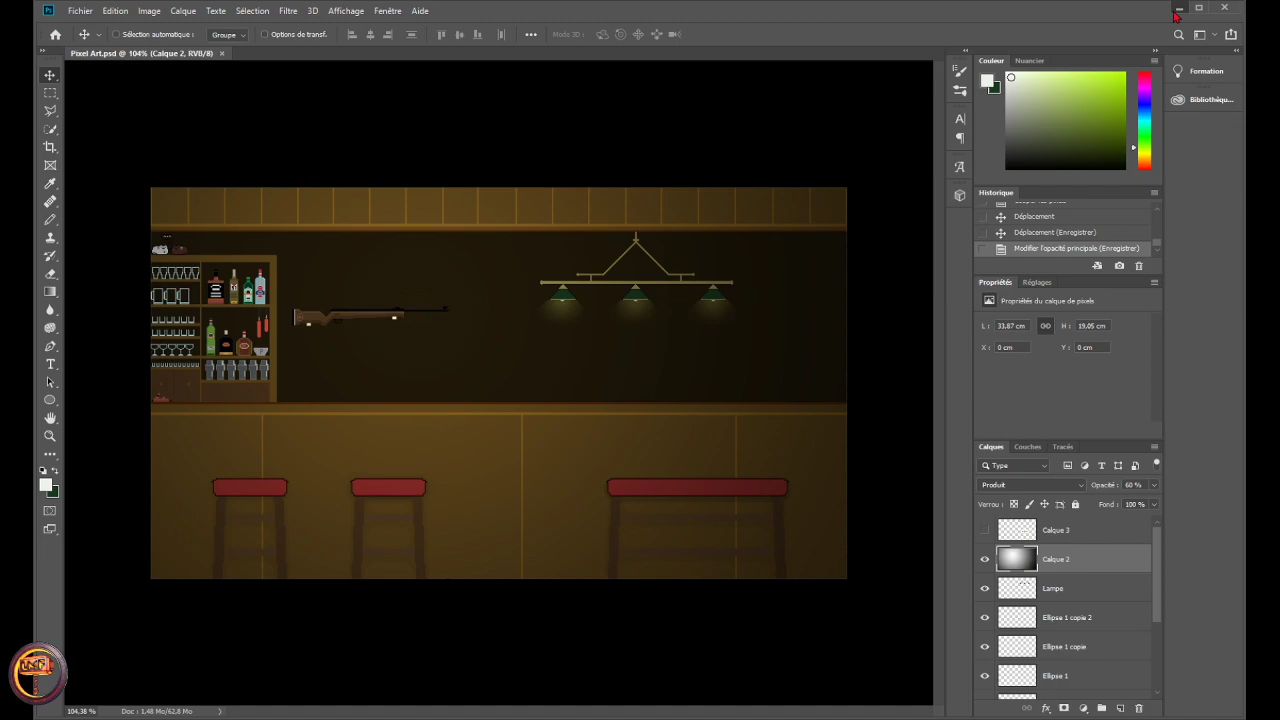 Ps Fichier Edition Image Calque Texte Sélection Filtre 3D Affichage Fenêtre Aide
Sélection automatique : Groupe Options de transf. Mode 3D :
Pixel Art.psd @ 104% (Calque 2, RVB/8) x
Couleur Nuancier
Formation
Bibliothèqu...
Historique
Déplacement
Déplacement (Enregistrer)
Modifier l'opacité principale (Enregistrer)
Propriétés Réglages
Propriétés du calque de pixels
L : 33.87 cm H : 19.05 cm
X : 0 cm Y : 0 cm
Calques Couches Tracés
Type
Produit Opacité : 60 %
Verrou : Fond : 100 %
Calque 3
Calque 2
Lampe
Ellipse 1 copie 2
Ellipse 1 copie
Ellipse 1
104,38 % Doc : 1,48 Mo/62,8 Mo